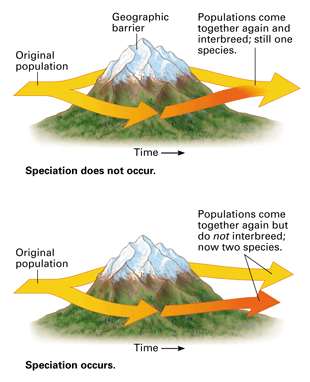 Geographic
barrier
Populations come
together again and
interbreed; still one
species.
Original
population
Time
Speciation does not occur.
Populations come
together again but
do not interbreed;
now two species.
Original
population
Time
Speciation occurs.